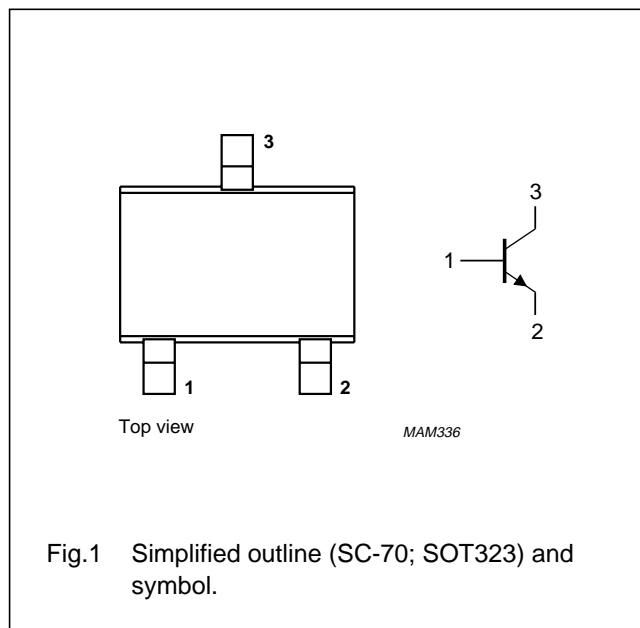 3
3
1
2
1
2
Top view
MAM336
Fig.1 Simplified outline (SC-70; SOT323) and
symbol.